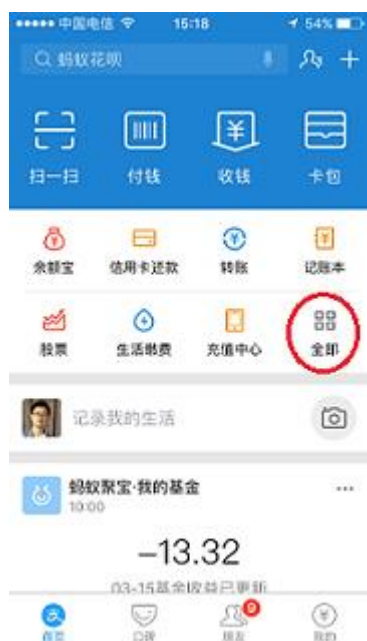 中国电信 15:18 54%
蚂蚁花呗
扫一扫 付钱 收钱 卡包
余额宝 信用卡还款 转账 记账本
股票 生活缴费 充值中心 全部
记录我的生活
蚂蚁聚宝·我的基金
10:00
-13.32
03-15基金收益已更新
9
首页 口碑 朋友 我的